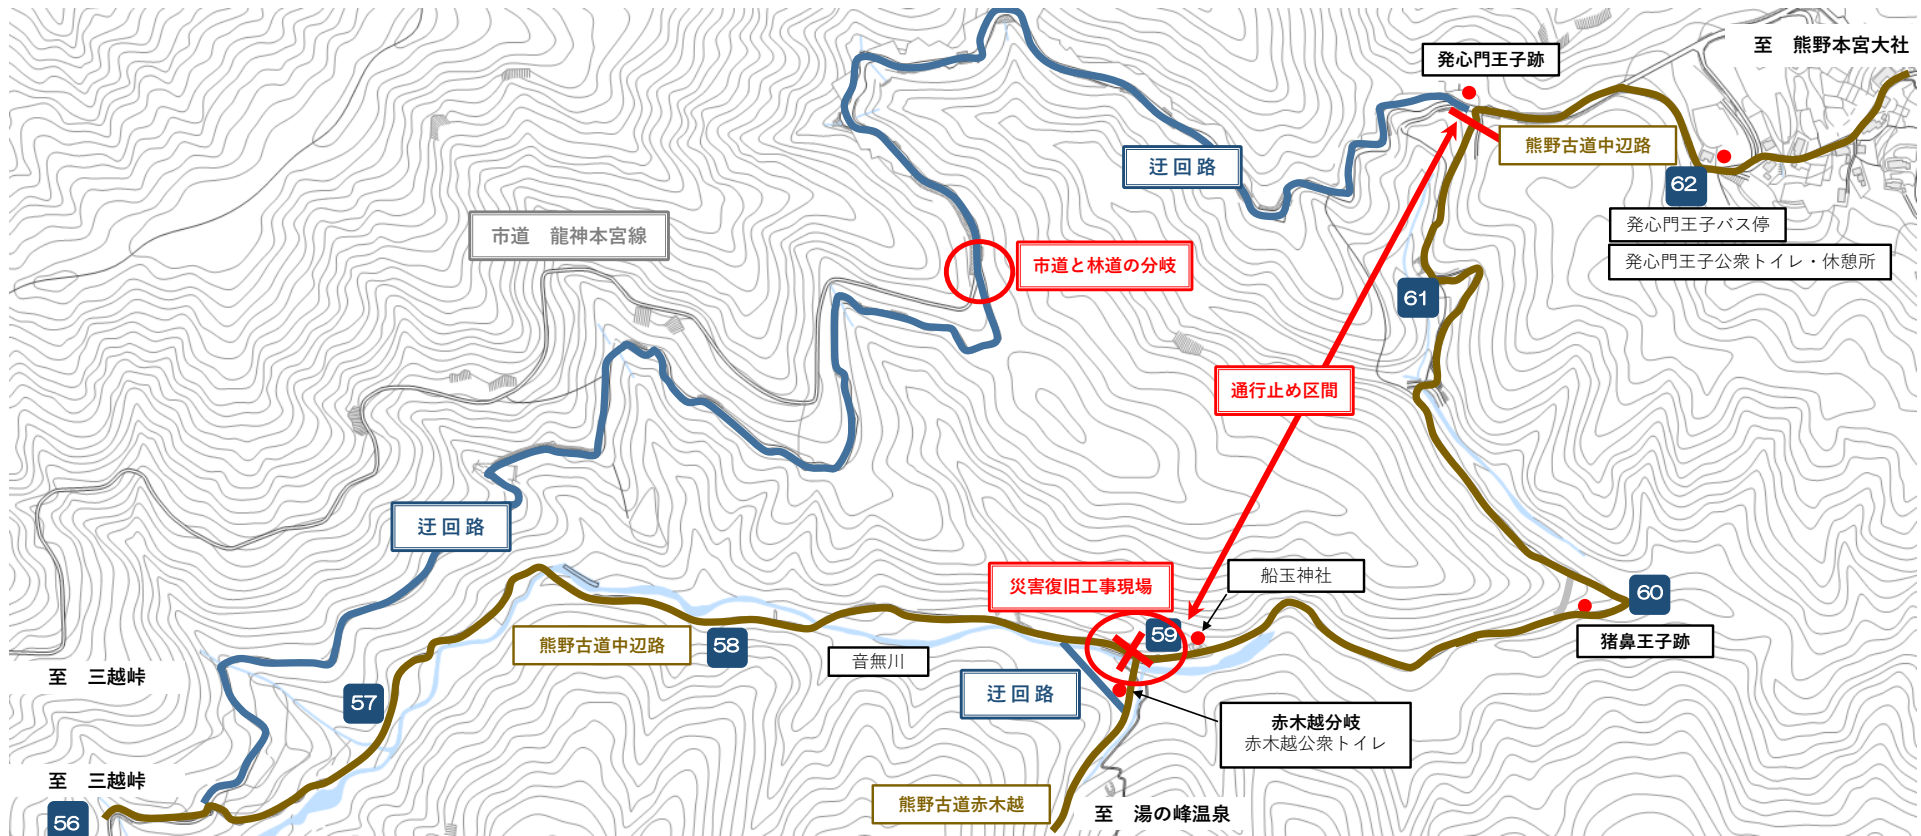 至　熊野本宮大社
発心門王子跡
熊野古道中辺路
迂回路
62
発心門王子バス停
発心門王子公衆トイレ・休憩所
市道　龍神本宮線
市道と林道の分岐
61
通行止め区間
迂回路
災害復旧工事現場
船玉神社
60
59
猪鼻王子跡
熊野古道中辺路
58
音無川
至　三越峠
57
迂回路
赤木越分岐
赤木越公衆トイレ
至　三越峠
56
熊野古道赤木越
至　湯の峰温泉